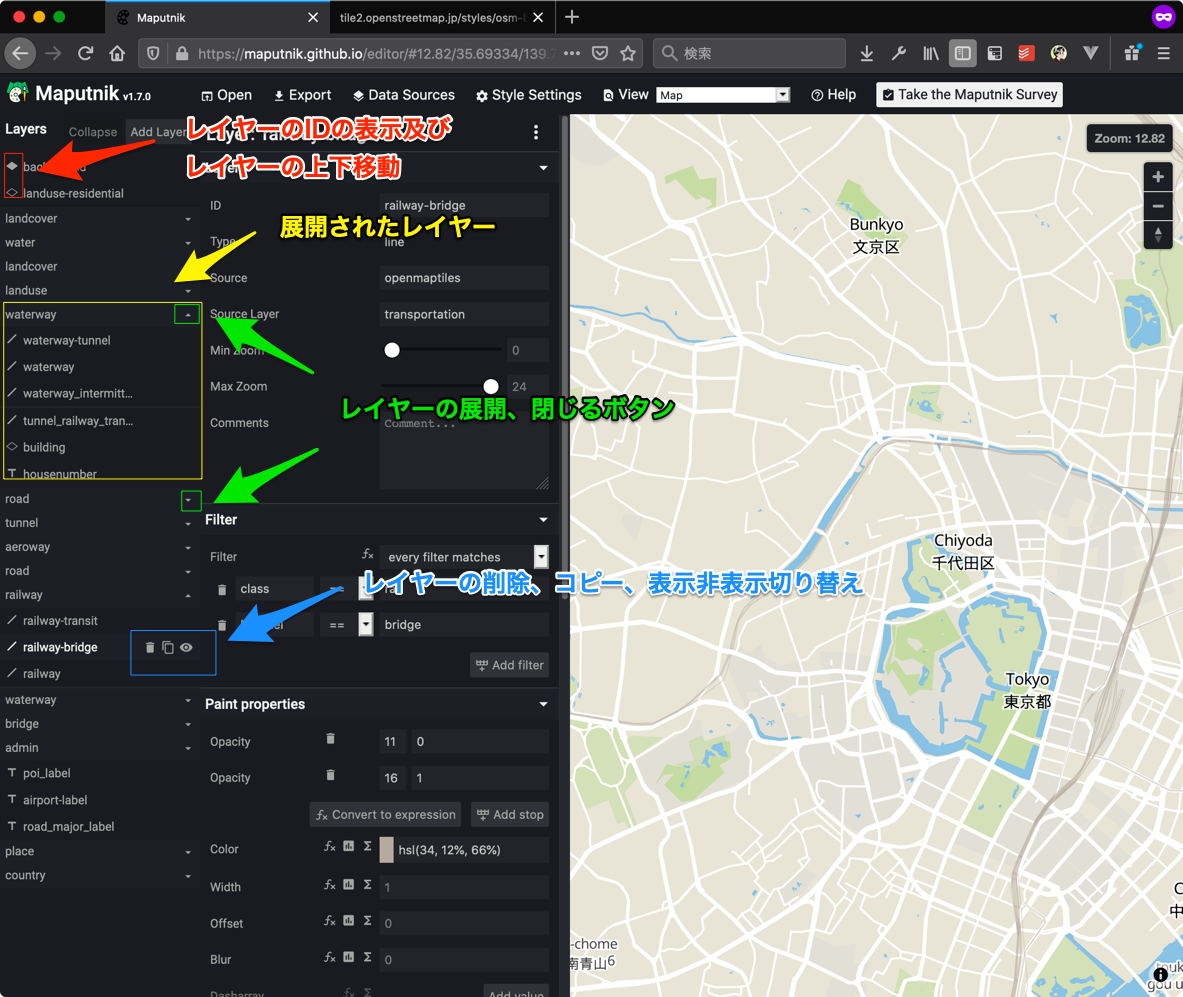 Maputnik
tile2.openstreetmap.jp/styles/osm-b
https://maputnik.github.io/editor/#12.82/35.69334/139.7
検索
Maputnik v1.7.0
Open
Export
Data Sources
Style Settings
View
Map
Help
Take the Maputnik Survey
Layers
Collapse
Add Layer
レイヤーのIDの表示及び
レイヤーの上下移動
landuse-residential
landcover
water
landcover
landuse
waterway
waterway-tunnel
waterway
waterway_intermitt...
tunnel_railway_tran...
building
housenumber
road
tunnel
aeroway
road
railway
railway-transit
railway-bridge
railway
waterway
bridge
admin
poi_label
airport-label
road_major_label
place
country
展開されたレイヤー
レイヤーの展開、閉じるボタン
レイヤーの削除、コピー、表示非表示切り替え
ID
railway-bridge
Type
line
Source
openmaptiles
Source Layer
transportation
Min Zoom
0
Max Zoom
24
Comments
Comment...
Filter
Filter
every filter matches
class
==
==
bridge
Add filter
Paint properties
Opacity
11
0
Opacity
16
1
Convert to expression
Add stop
Color
hsl(34, 12%, 66%)
Width
1
Offset
0
Blur
0
Dasharray
Add value
Zoom: 12.82
Bunkyo
文京区
Chiyoda
千代田区
Tokyo
東京都
-chome
南青山6
C
中